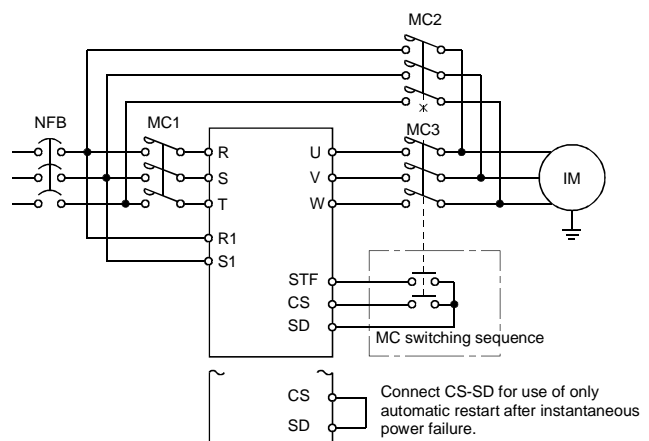 MC2
NFB
MC1
MC3
R
S
T
R1
S1
U
V
W
IM
STF
CS
SD
MC switching sequence
CS
SD
Connect CS-SD for use of only
automatic restart after instantaneous
power failure.